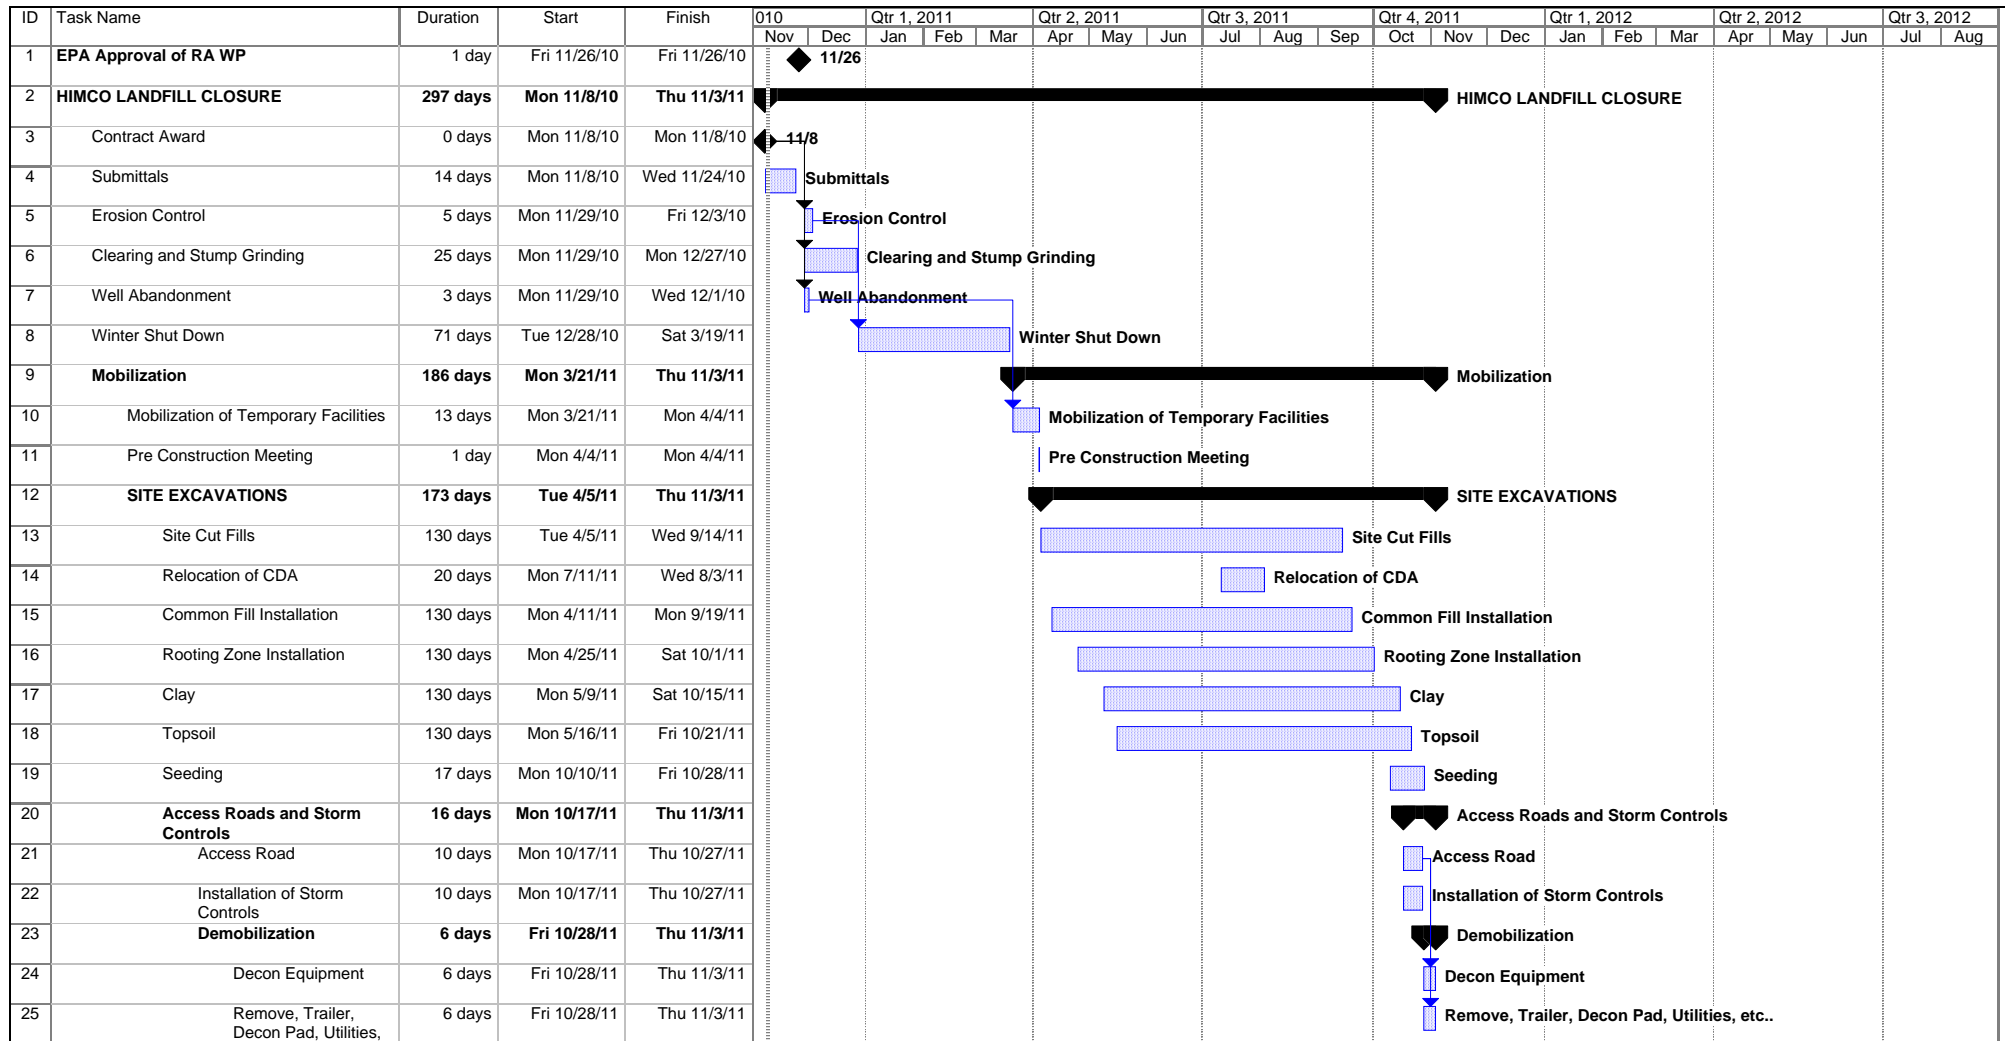 ID Task Name Duration Start Finish 010 Qtr 1, 2011 Qtr 2, 2011 Qtr 3, 2011 Qtr 4, 2011 Qtr 1, 2012 Qtr 2, 2012 Qtr 3, 2012
Nov Dec Jan Feb Mar Apr May Jun Jul Aug Sep Oct Nov Dec Jan Feb Mar Apr May Jun Jul Aug
1 EPA Approval of RA WP 1 day Fri 11/26/10 Fri 11/26/10 11/26
2 HIMCO LANDFILL CLOSURE 297 days Mon 11/8/10 Thu 11/3/11 HIMCO LANDFILL CLOSURE
3 Contract Award 0 days Mon 11/8/10 Mon 11/8/10 11/8
4 Submittals 14 days Mon 11/8/10 Wed 11/24/10 Submittals
5 Erosion Control 5 days Mon 11/29/10 Fri 12/3/10 Erosion Control
6 Clearing and Stump Grinding 25 days Mon 11/29/10 Mon 12/27/10 Clearing and Stump Grinding
7 Well Abandonment 3 days Mon 11/29/10 Wed 12/1/10 Well Abandonment
8 Winter Shut Down 71 days Tue 12/28/10 Sat 3/19/11 Winter Shut Down
9 Mobilization 186 days Mon 3/21/11 Thu 11/3/11 Mobilization
10 Mobilization of Temporary Facilities 13 days Mon 3/21/11 Mon 4/4/11 Mobilization of Temporary Facilities
11 Pre Construction Meeting 1 day Mon 4/4/11 Mon 4/4/11 Pre Construction Meeting
12 SITE EXCAVATIONS 173 days Tue 4/5/11 Thu 11/3/11 SITE EXCAVATIONS
13 Site Cut Fills 130 days Tue 4/5/11 Wed 9/14/11 Site Cut Fills
14 Relocation of CDA 20 days Mon 7/11/11 Wed 8/3/11 Relocation of CDA
15 Common Fill Installation 130 days Mon 4/11/11 Mon 9/19/11 Common Fill Installation
16 Rooting Zone Installation 130 days Mon 4/25/11 Sat 10/1/11 Rooting Zone Installation
17 Clay 130 days Mon 5/9/11 Sat 10/15/11 Clay
18 Topsoil 130 days Mon 5/16/11 Fri 10/21/11 Topsoil
19 Seeding 17 days Mon 10/10/11 Fri 10/28/11 Seeding
20 Access Roads and Storm 16 days Mon 10/17/11 Thu 11/3/11 Access Roads and Storm Controls
Controls
21 Access Road 10 days Mon 10/17/11 Thu 10/27/11 Access Road
22 Installation of Storm 10 days Mon 10/17/11 Thu 10/27/11 Installation of Storm Controls
Controls
23 Demobilization 6 days Fri 10/28/11 Thu 11/3/11 Demobilization
24 Decon Equipment 6 days Fri 10/28/11 Thu 11/3/11 Decon Equipment
25 Remove, Trailer, 6 days Fri 10/28/11 Thu 11/3/11 Remove, Trailer, Decon Pad, Utilities, etc..
Decon Pad, Utilities,